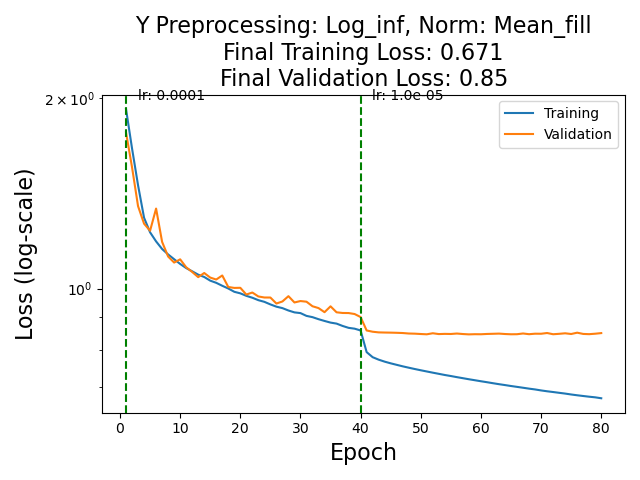 Y Preprocessing: Log_inf, Norm: Mean_fill
Final Training Loss: 0.671
Final Validation Loss: 0.85
lr: 0.0001
lr: 1.0e-05
Training
Validation
2 × 10⁰
10⁰
Loss (log-scale)
0 10 20 30 40 50 60 70 80
Epoch